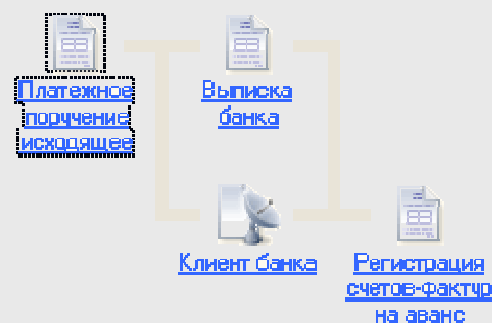 Платежное
поручение
исходящее
Выписка
банка
Клиент банка
Регистрация
счетов-фактур
на аванс